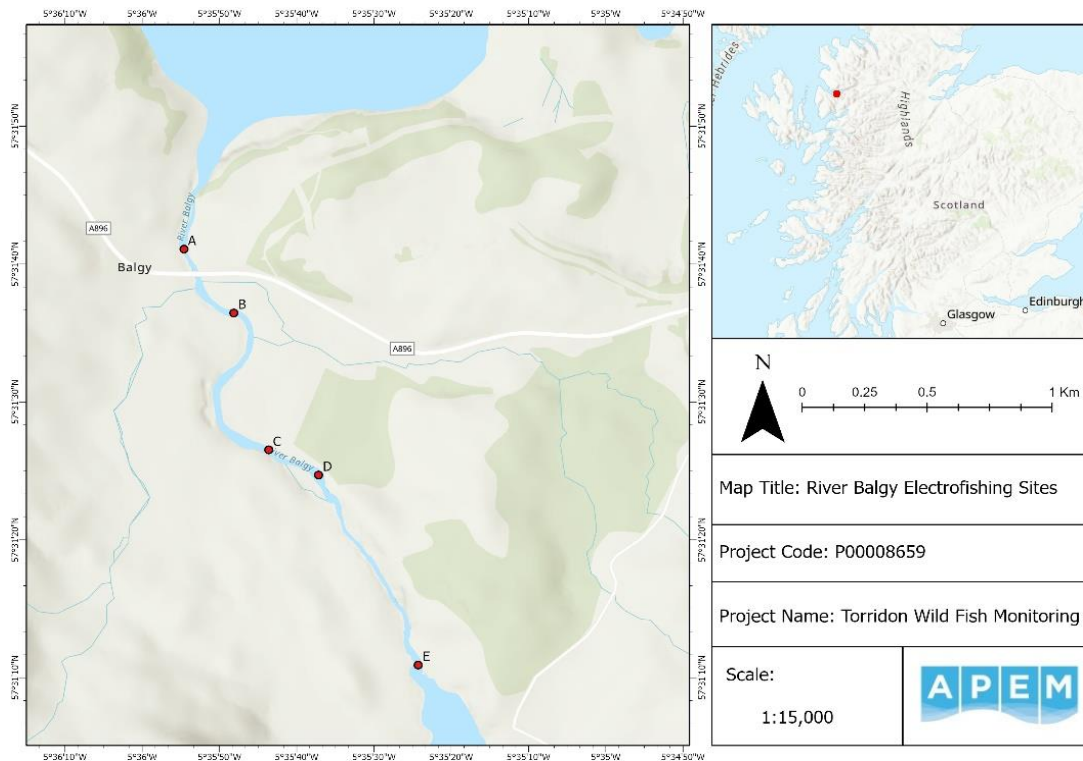 5°36'10"W 5°36'W 5°35'50"W 5°35'40"W 5°35'30"W 5°35'20"W 5°35'10"W 5°35'W 5°34'50"W
57°31'50"N
57°31'40"N
57°31'30"N
57°31'20"N
57°31'10"N
57°31'50"N
57°31'40"N
57°31'30"N
57°31'20"N
57°31'10"N
River Balgy
A896
A
Balgy
B
A896
C
River Balgy
D
E
5°36'10"W 5°36'W 5°35'50"W 5°35'40"W 5°35'30"W 5°35'20"W 5°35'10"W 5°35'W 5°34'50"W
Hebrides
Highlands
Scotland
Edinburgh
Glasgow
N
0 0.25 0.5 1 Km
Map Title: River Balgy Electrofishing Sites
Project Code: P00008659
Project Name: Torridon Wild Fish Monitoring
Scale:
1:15,000
APEM